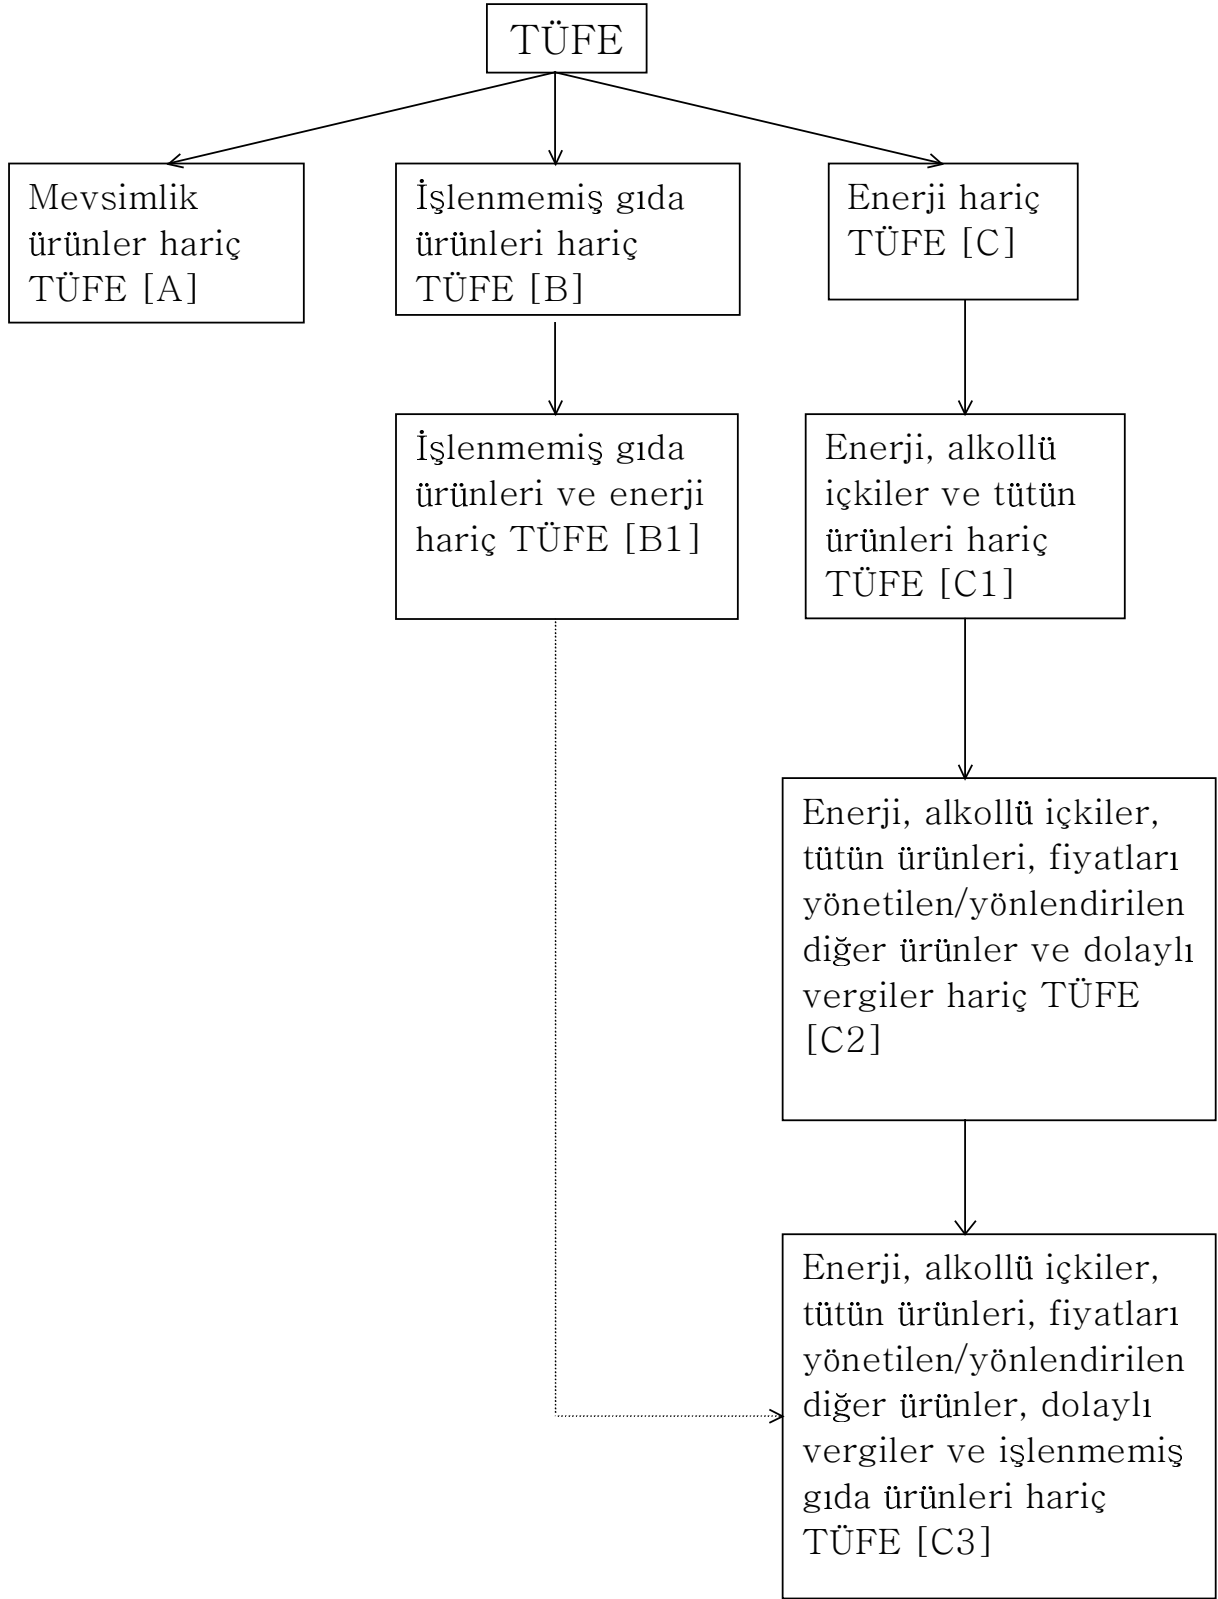 TÜFE
Mevsimlik
ürünler hariç
TÜFE [A]
İşlenmemiş gıda
ürünleri hariç
TÜFE [B]
Enerji hariç
TÜFE [C]
İşlenmemiş gıda
ürünleri ve enerji
hariç TÜFE [B1]
Enerji, alkollü
içkiler ve tütün
ürünleri hariç
TÜFE [C1]
Enerji, alkollü içkiler,
tütün ürünleri, fiyatları
yönetilen/yönlendirilen
diğer ürünler ve dolaylı
vergiler hariç TÜFE
[C2]
Enerji, alkollü içkiler,
tütün ürünleri, fiyatları
yönetilen/yönlendirilen
diğer ürünler, dolaylı
vergiler ve işlenmemiş
gıda ürünleri hariç
TÜFE [C3]